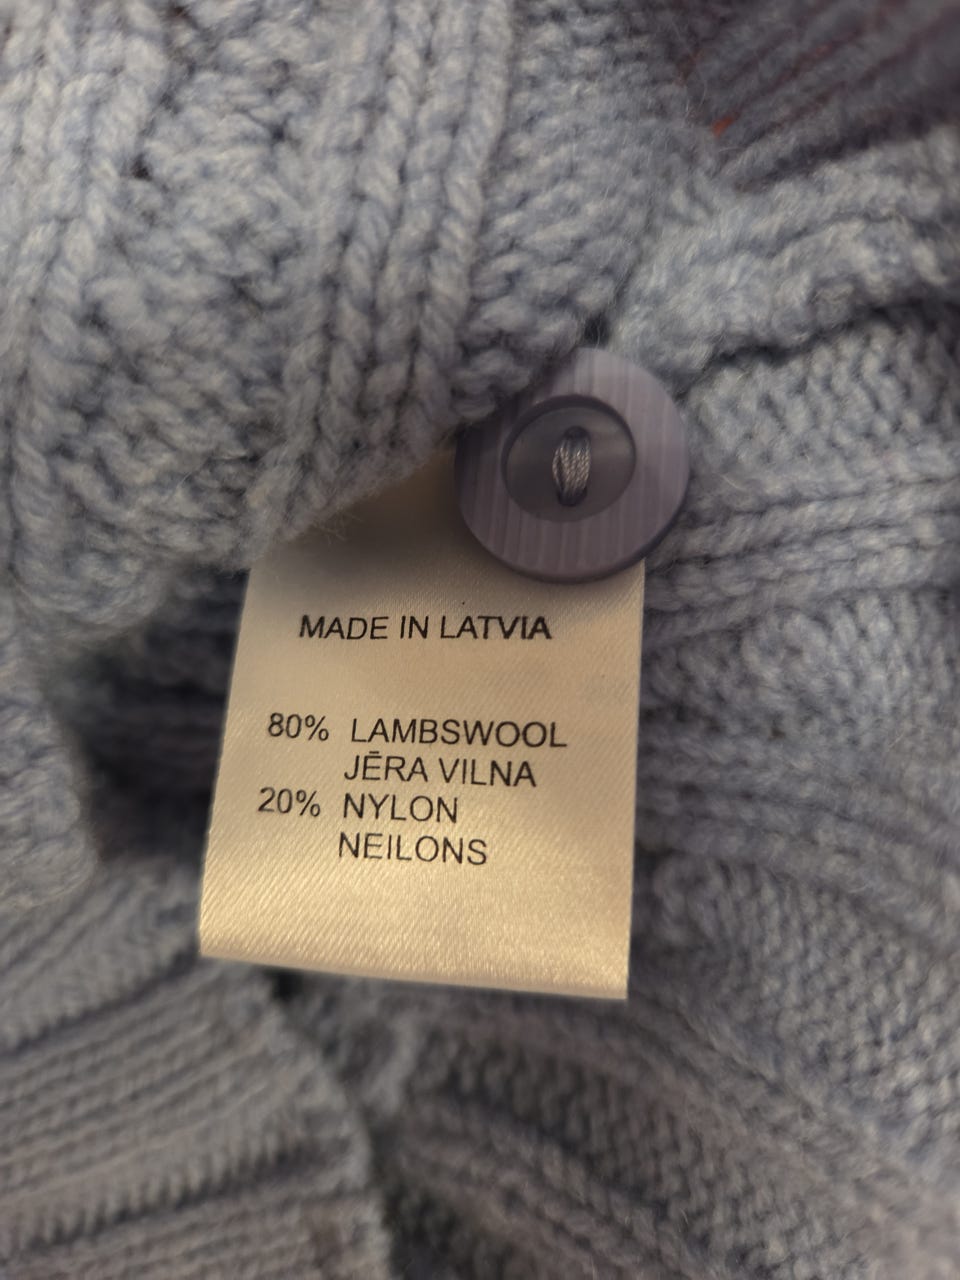 MADE IN LATVIA
80% LAMBSWOOL
JĒRA VILNA
20% NYLON
NEILONS